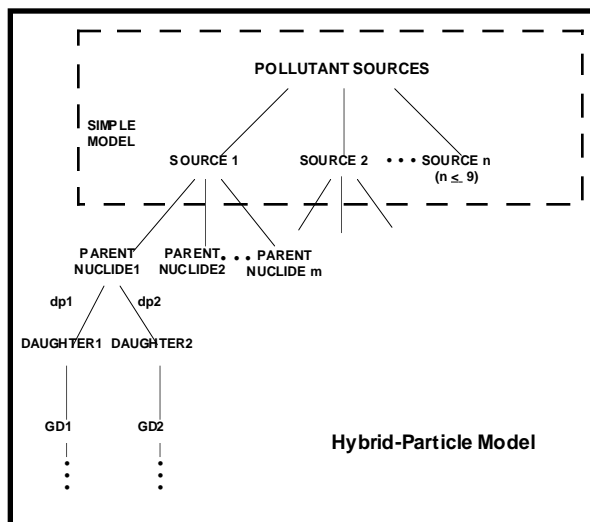 POLLUTANT SOURCES
SIMPLE
MODEL
SOURCE 1
SOURCE 2
• • • SOURCE n
(n ≤ 9)
PARENT
NUCLIDE1
PARENT
NUCLIDE2
• • • PARENT
NUCLIDE m
dp1
dp2
DAUGHTER1
DAUGHTER2
GD1
GD2
Hybrid-Particle Model